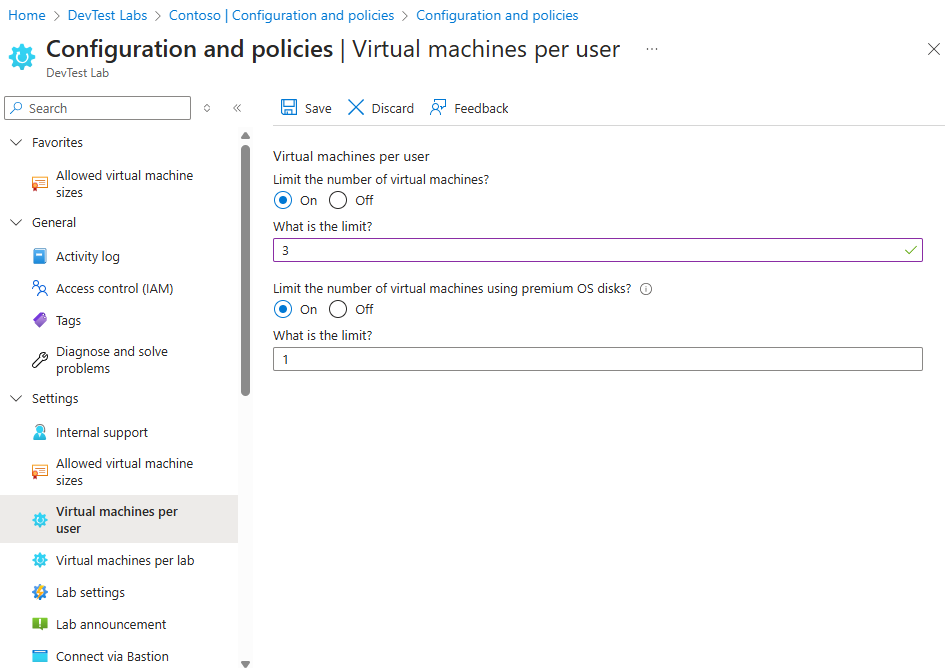 Home > DevTest Labs > Contoso | Configuration and policies > Configuration and policies
Configuration and policies | Virtual machines per user ...
DevTest Lab
Search
Save Discard Feedback
Favorites
Allowed virtual machine
sizes
General
Activity log
Access control (IAM)
Tags
Diagnose and solve
problems
Settings
Internal support
Allowed virtual machine
sizes
Virtual machines per
user
Virtual machines per lab
Lab settings
Lab announcement
Connect via Bastion
Virtual machines per user
Limit the number of virtual machines?
On Off
What is the limit?
3
Limit the number of virtual machines using premium OS disks?
On Off
What is the limit?
1